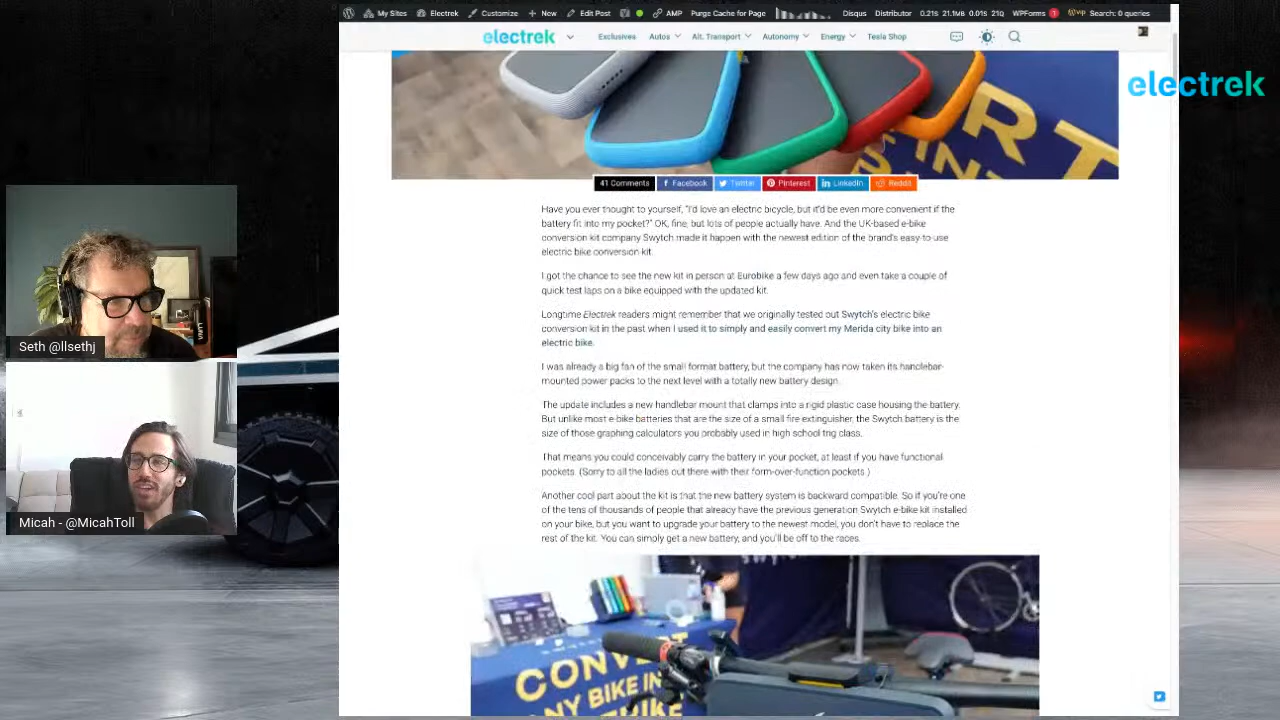 My Sites Electrek Customize New Edit Post AMP Purge Cache for Page Disqus Distributor 0.21s 21.1MB 0.01s 21Q WPForms 1 Search: 0 queries
electrek Exclusives Autos Alt. Transport Autonomy Energy Tesla Shop
electrek
41 Comments Facebook Twitter Pinterest LinkedIn Reddit
Have you ever thought to yourself, "I'd love an electric bicycle, but it'd be even more convenient if the
battery fit into my pocket?" OK, fine, but lots of people actually have. And the UK-based e-bike
conversion kit company Swytch made it happen with the newest edition of the brand's easy-to-use
electric bike conversion kit.
I got the chance to see the new kit in person at Eurobike a few days ago and even take a couple of
quick test laps on a bike equipped with the updated kit.
Longtime Electrek readers might remember that we originally tested out Swytch's electric bike
conversion kit in the past when I used it to simply and easily convert my Merida city bike into an
electric bike.
I was already a big fan of the small format battery, but the company has now taken its handlebar-
mounted power packs to the next level with a totally new battery design.
The update includes a new handlebar mount that clamps into a rigid plastic case housing the battery.
But unlike most e bike batteries that are the size of a small fire extinguisher, the Swytch battery is the
size of those graphing calculators you probably used in high school trig class.
That means you could conceivably carry the battery in your pocket, at least if you have functional
pockets. (Sorry to all the ladies out there with their form-over-function pockets.)
Another cool part about the kit is that the new battery system is backward compatible. So if you're one
of the tens of thousands of people that already have the previous generation Swytch e-bike kit installed
on your bike, but you want to upgrade your battery to the newest model, you don't have to replace the
rest of the kit. You can simply get a new battery, and you'll be off to the races.
Seth @llsethj
Micah - @MicahToll
CONVERT
ANY BIKE IN